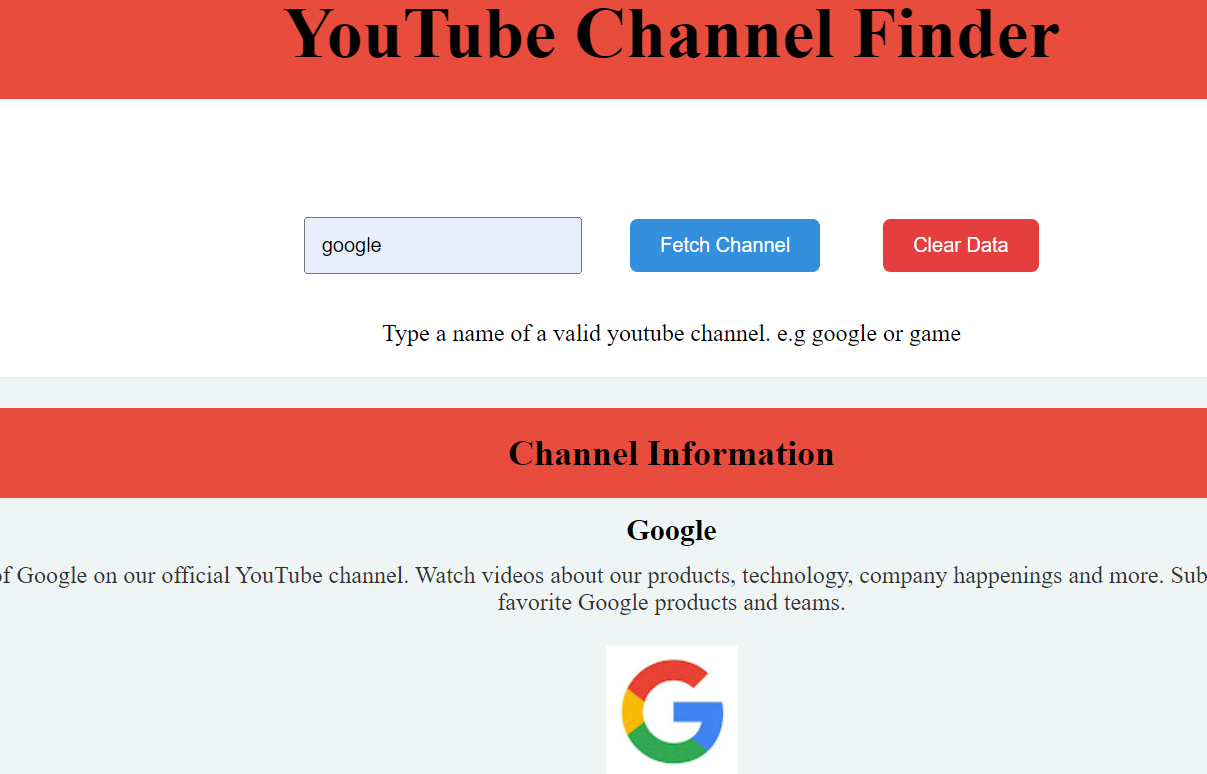 YouTube Channel Finder
google
Fetch Channel
Clear Data
Type a name of a valid youtube channel. e.g google or game
Channel Information
Google
of Google on our official YouTube channel. Watch videos about our products, technology, company happenings and more. Sub
favorite Google products and teams.